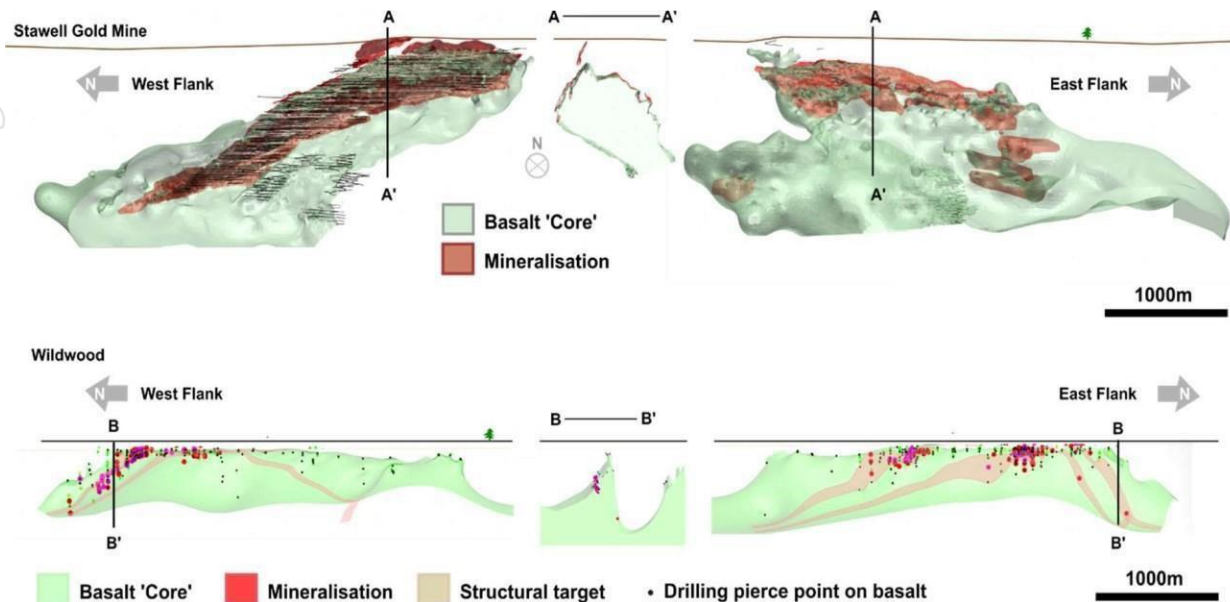 Stawell Gold Mine
A
A A'
A
N West Flank
East Flank N
N
A'
A'
Basalt 'Core'
Mineralisation
1000m
Wildwood
N West Flank
East Flank N
B
B B'
B
B'
B'
Basalt 'Core' Mineralisation Structural target Drilling pierce point on basalt
1000m